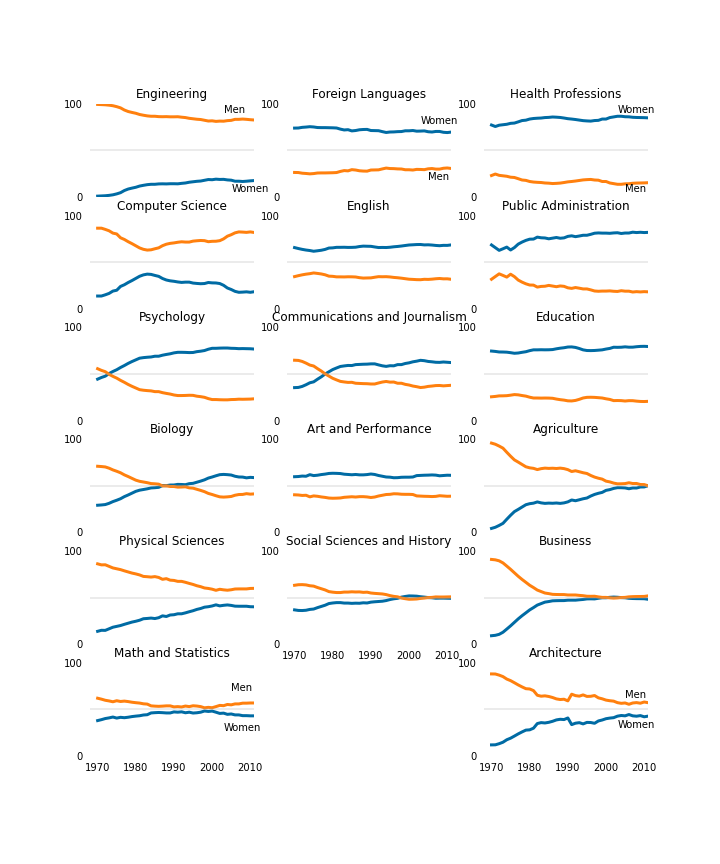 Engineering Foreign Languages Health Professions
100 100 100
Men Women Women
Women Men Men
0 0 0
Computer Science English Public Administration
100 100 100
0 0 0
Psychology Communications and Journalism Education
100 100 100
0 0 0
Biology Art and Performance Agriculture
100 100 100
0 0 0
Physical Sciences Social Sciences and History Business
100 100 100
0 0 0
1970 1980 1990 2000 2010
Math and Statistics Architecture
100 100
Men Men
Women Women
0 0
1970 1980 1990 2000 2010 1970 1980 1990 2000 2010